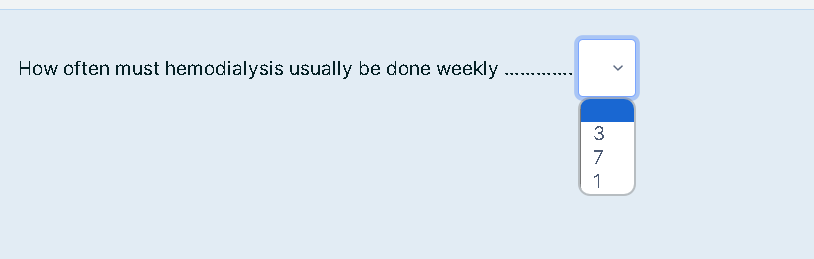 How often must hemodialysis usually be done weekly .............
3
7
1